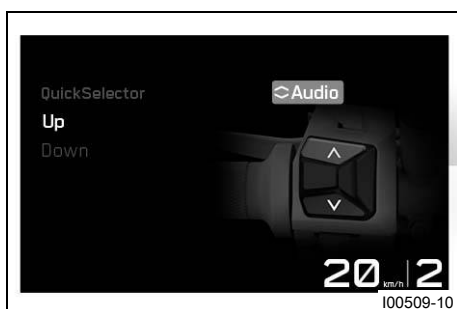 QuickSelector
Audio
Up
Down
20 km/h 2
I00509-10